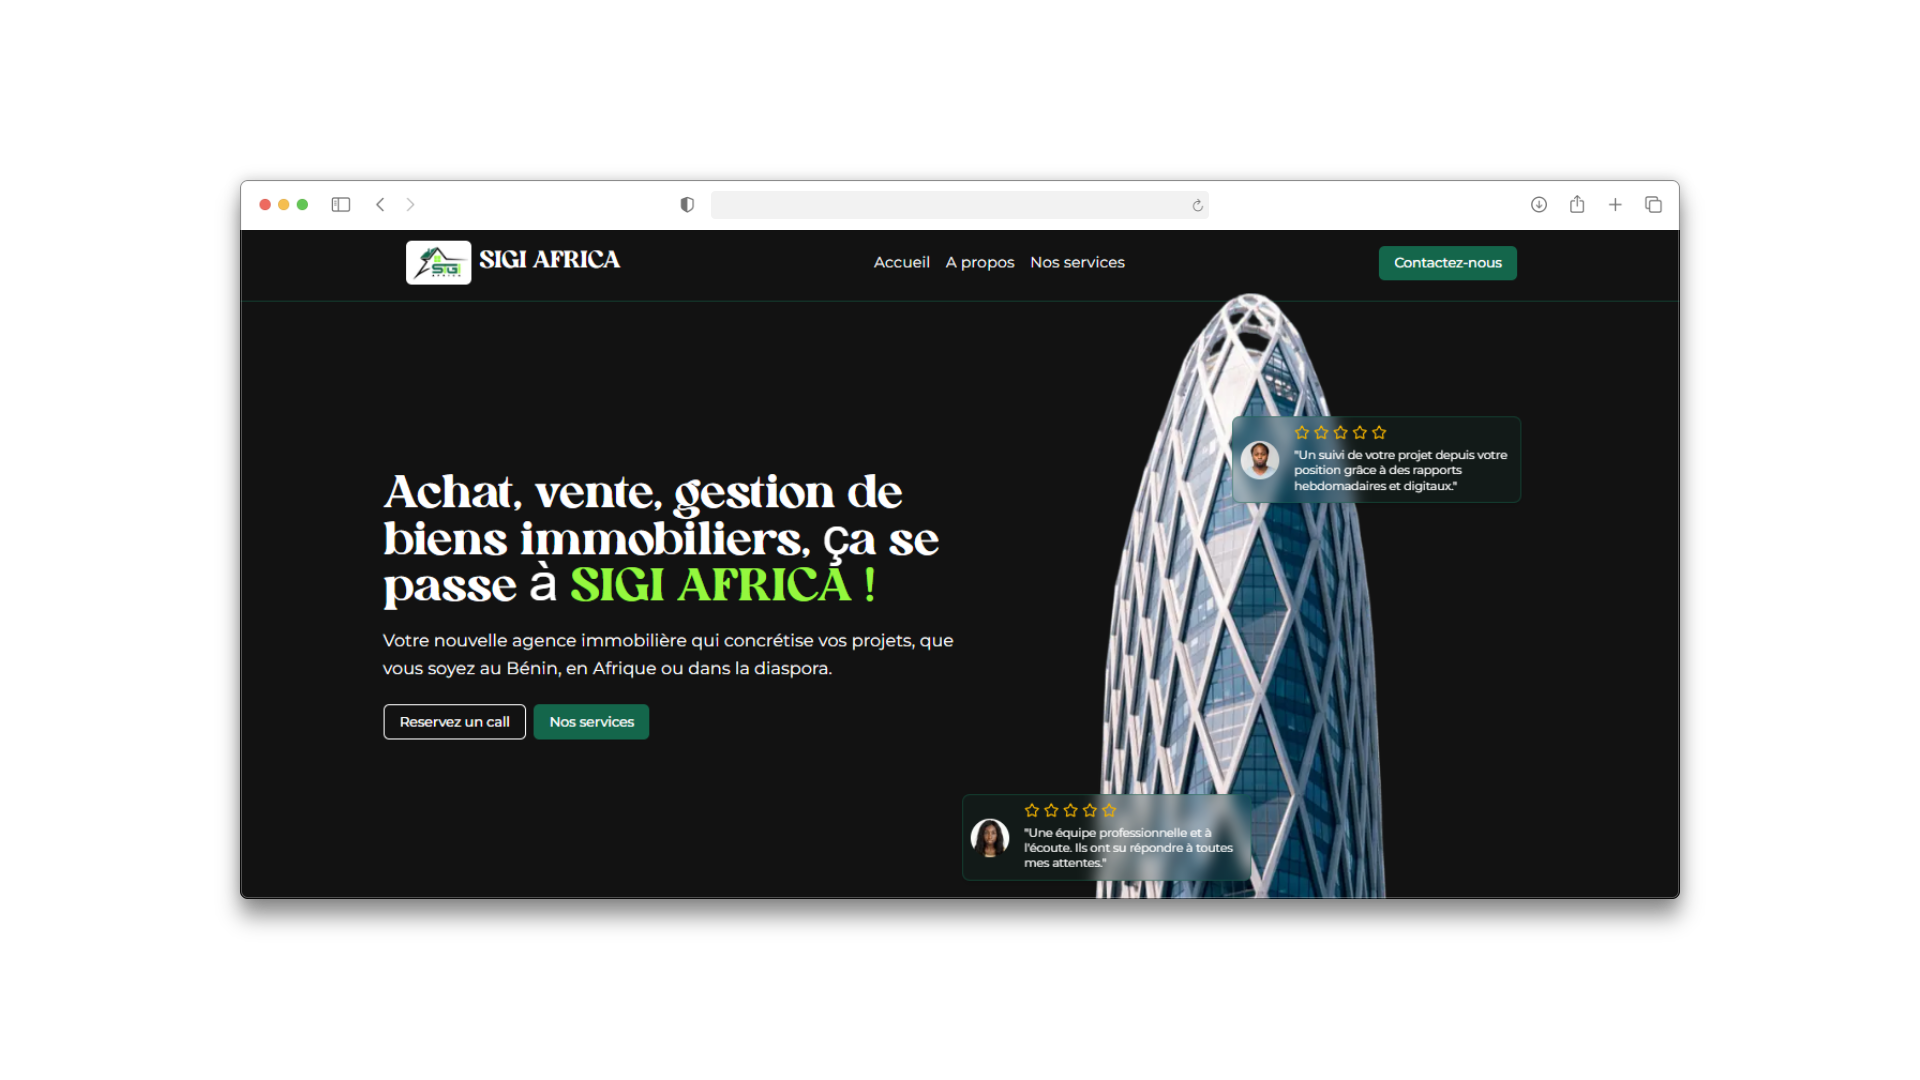 SIGI
AFRICA
SIGI AFRICA
Accueil A propos Nos services
Contactez-nous
Achat, vente, gestion de
biens immobiliers, ça se
passe à SIGI AFRICA !
Votre nouvelle agence immobilière qui concrétise vos projets, que
vous soyez au Bénin, en Afrique ou dans la diaspora.
Reservez un call
Nos services
"Un suivi de votre projet depuis votre
position grâce à des rapports
hebdomadaires et digitaux."
"Une équipe professionnelle et à
l'écoute. Ils ont su répondre à toutes
mes attentes."